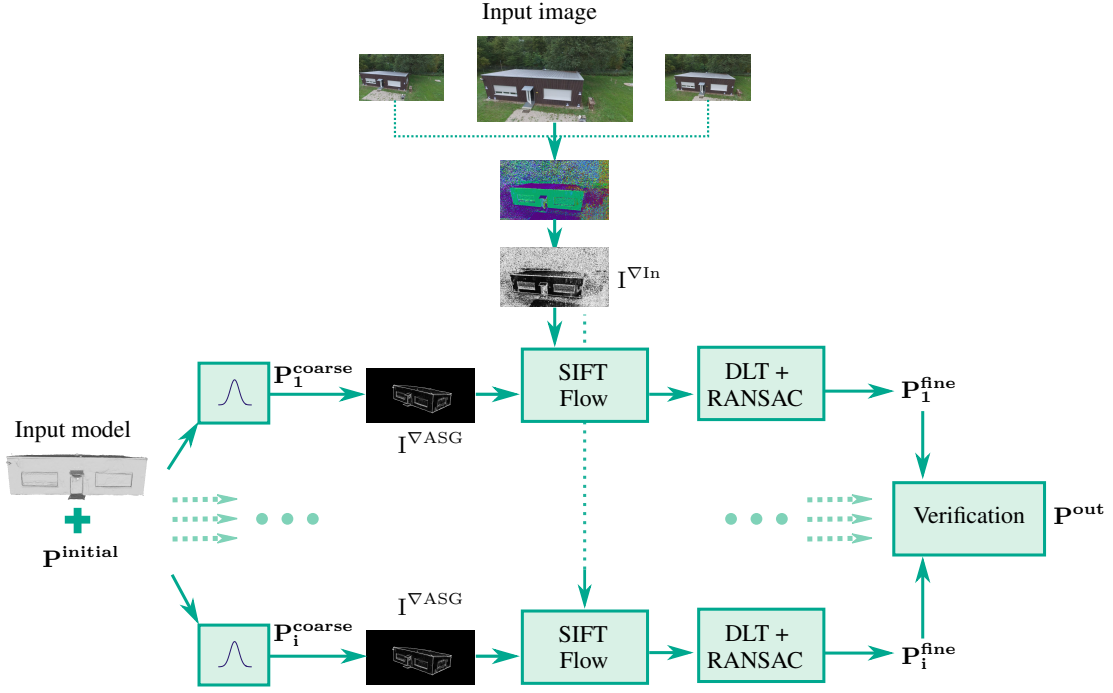 Input image
I^{∇In}
P_1^{coarse}
SIFT
Flow
DLT +
RANSAC
P_1^{fine}
I^{∇ASG}
Input model
P^{initial}
Verification
P^{out}
I^{∇ASG}
P_i^{coarse}
SIFT
Flow
DLT +
RANSAC
P_i^{fine}